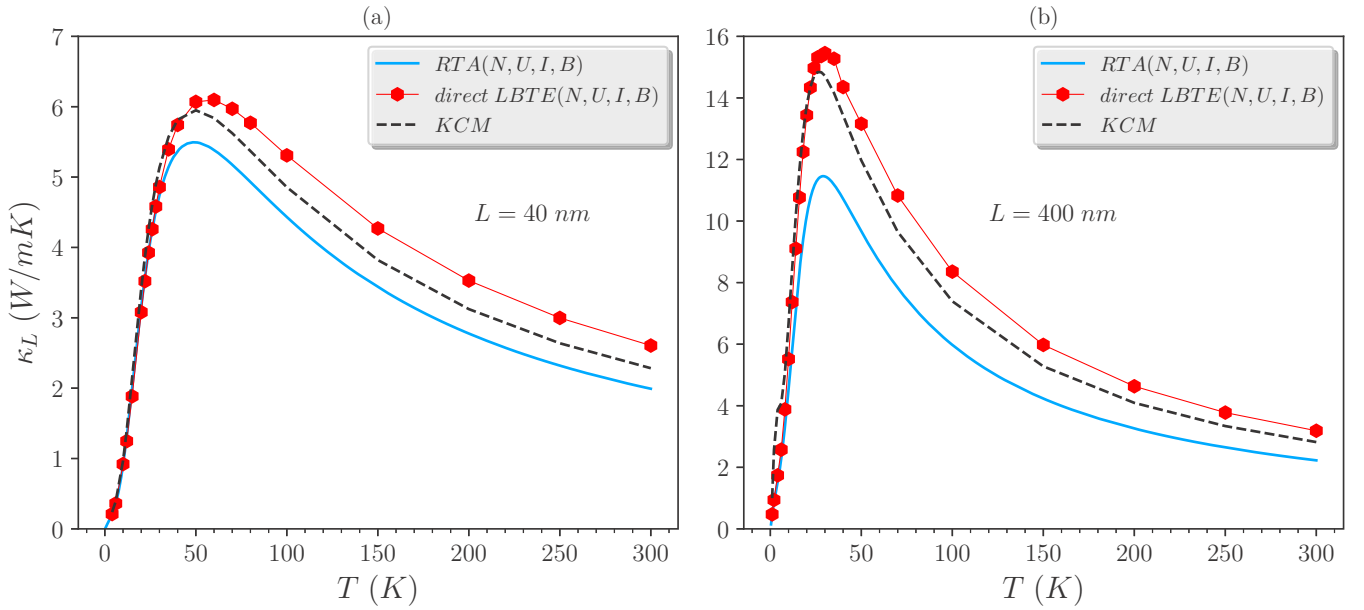 (a)
κ_L (W/mK)
7
6
5
4
3
2
1
0
RTA(N, U, I, B)
direct LBTE(N, U, I, B)
KCM
L = 40 nm
0 50 100 150 200 250 300
T (K)
(b)
16
14
12
10
8
6
4
2
0
RTA(N, U, I, B)
direct LBTE(N, U, I, B)
KCM
L = 400 nm
0 50 100 150 200 250 300
T (K)